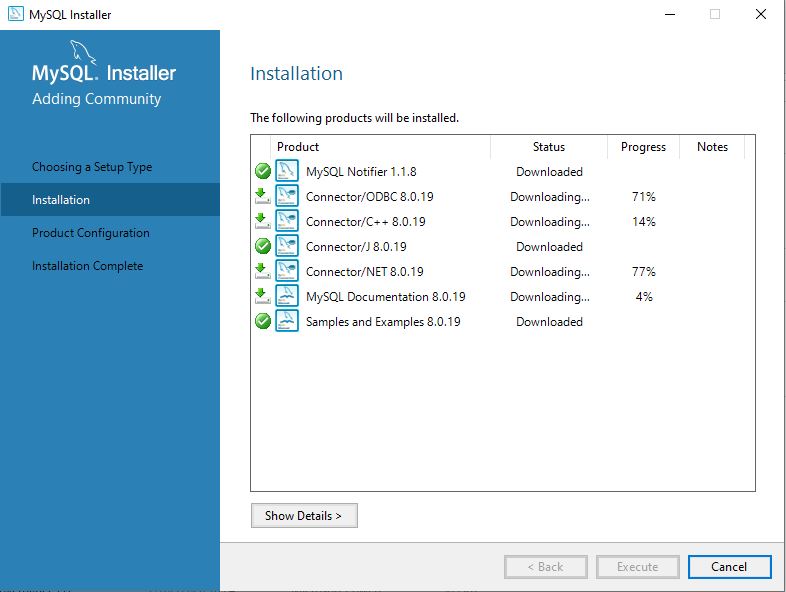 MySQL Installer
MySQL. Installer
Adding Community
Choosing a Setup Type
Installation
Product Configuration
Installation Complete
Installation
The following products will be installed.
Product Status Progress Notes
MySQL Notifier 1.1.8 Downloaded
Connector/ODBC 8.0.19 Downloading... 71%
Connector/C++ 8.0.19 Downloading... 14%
Connector/J 8.0.19 Downloaded
Connector/NET 8.0.19 Downloading... 77%
MySQL Documentation 8.0.19 Downloading... 4%
Samples and Examples 8.0.19 Downloaded
Show Details >
< Back Execute Cancel